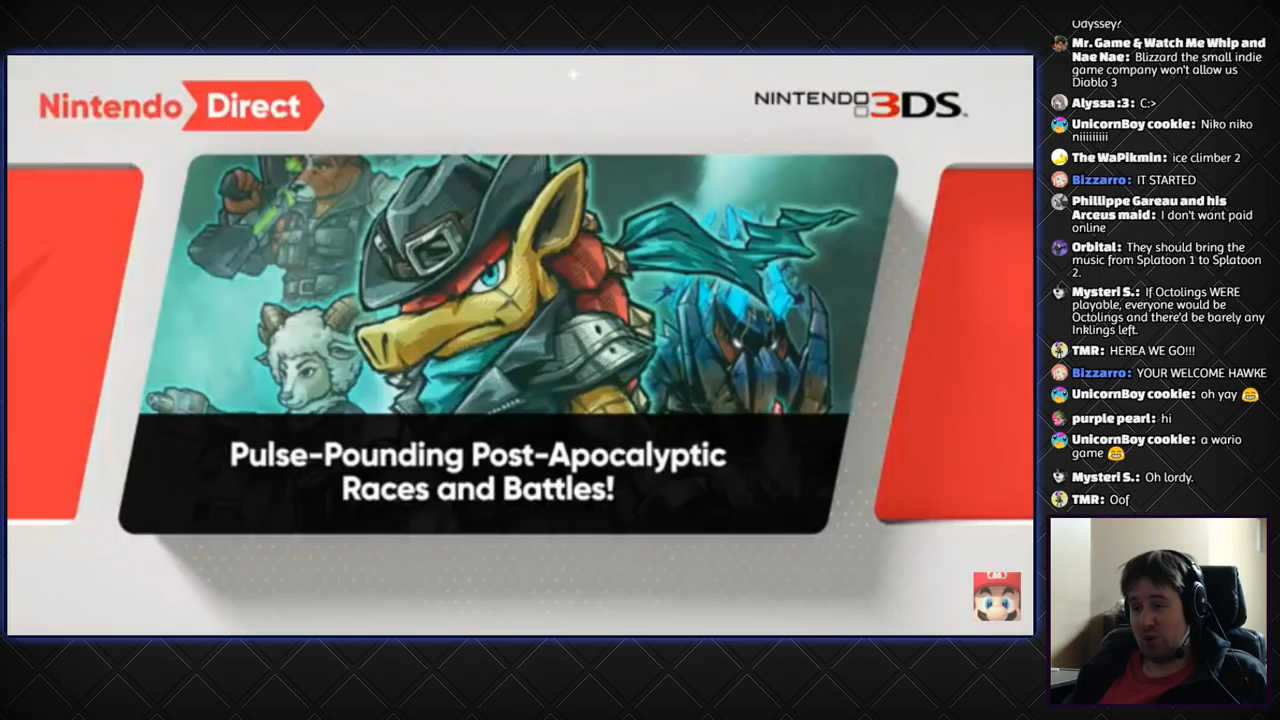 Nintendo Direct
NINTENDO 3DS™
Pulse-Pounding Post-Apocalyptic
Races and Battles!
Odyssey?
Mr. Game & Watch Me Whip and
Nae Nae: Blizzard the small indie
game company won't allow us
Diablo 3
Alyssa :3: C:>
UnicornBoy cookie: Niko niko
niiiiiiiii
The WaPikmin: ice climber 2
Bizzarro: IT STARTED
Phillippe Gareau and his
Arceus maid: I don't want paid
online
Orbital: They should bring the
music from Splatoon 1 to Splatoon
2.
Mysteri S.: If Octolings WERE
playable, everyone would be
Octolings and there'd be barely any
Inklings left.
TMR: HEREA WE GO!!!
Bizzarro: YOUR WELCOME HAWKE
UnicornBoy cookie: oh yay 😂
purple pearl: hi
UnicornBoy cookie: a wario
game 😂
Mysteri S.: Oh lordy.
TMR: Oof
M